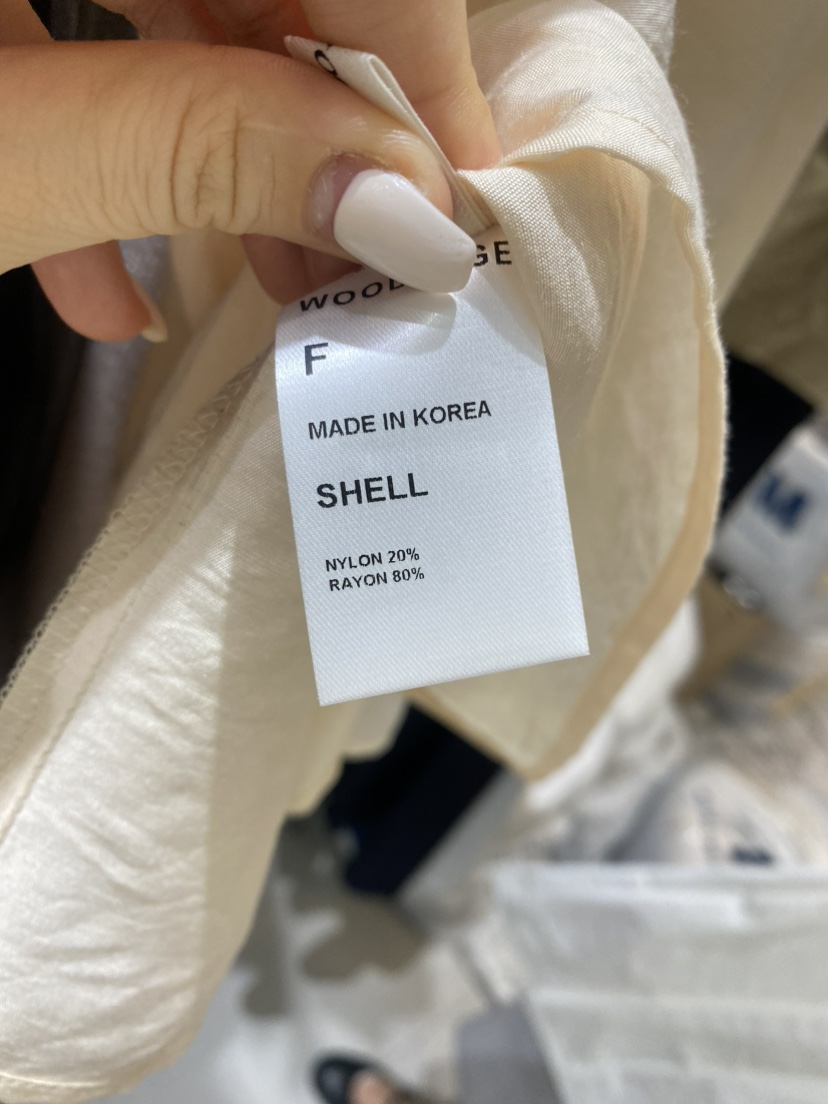 F
MADE IN KOREA
SHELL
NYLON 20%
RAYON 80%
M